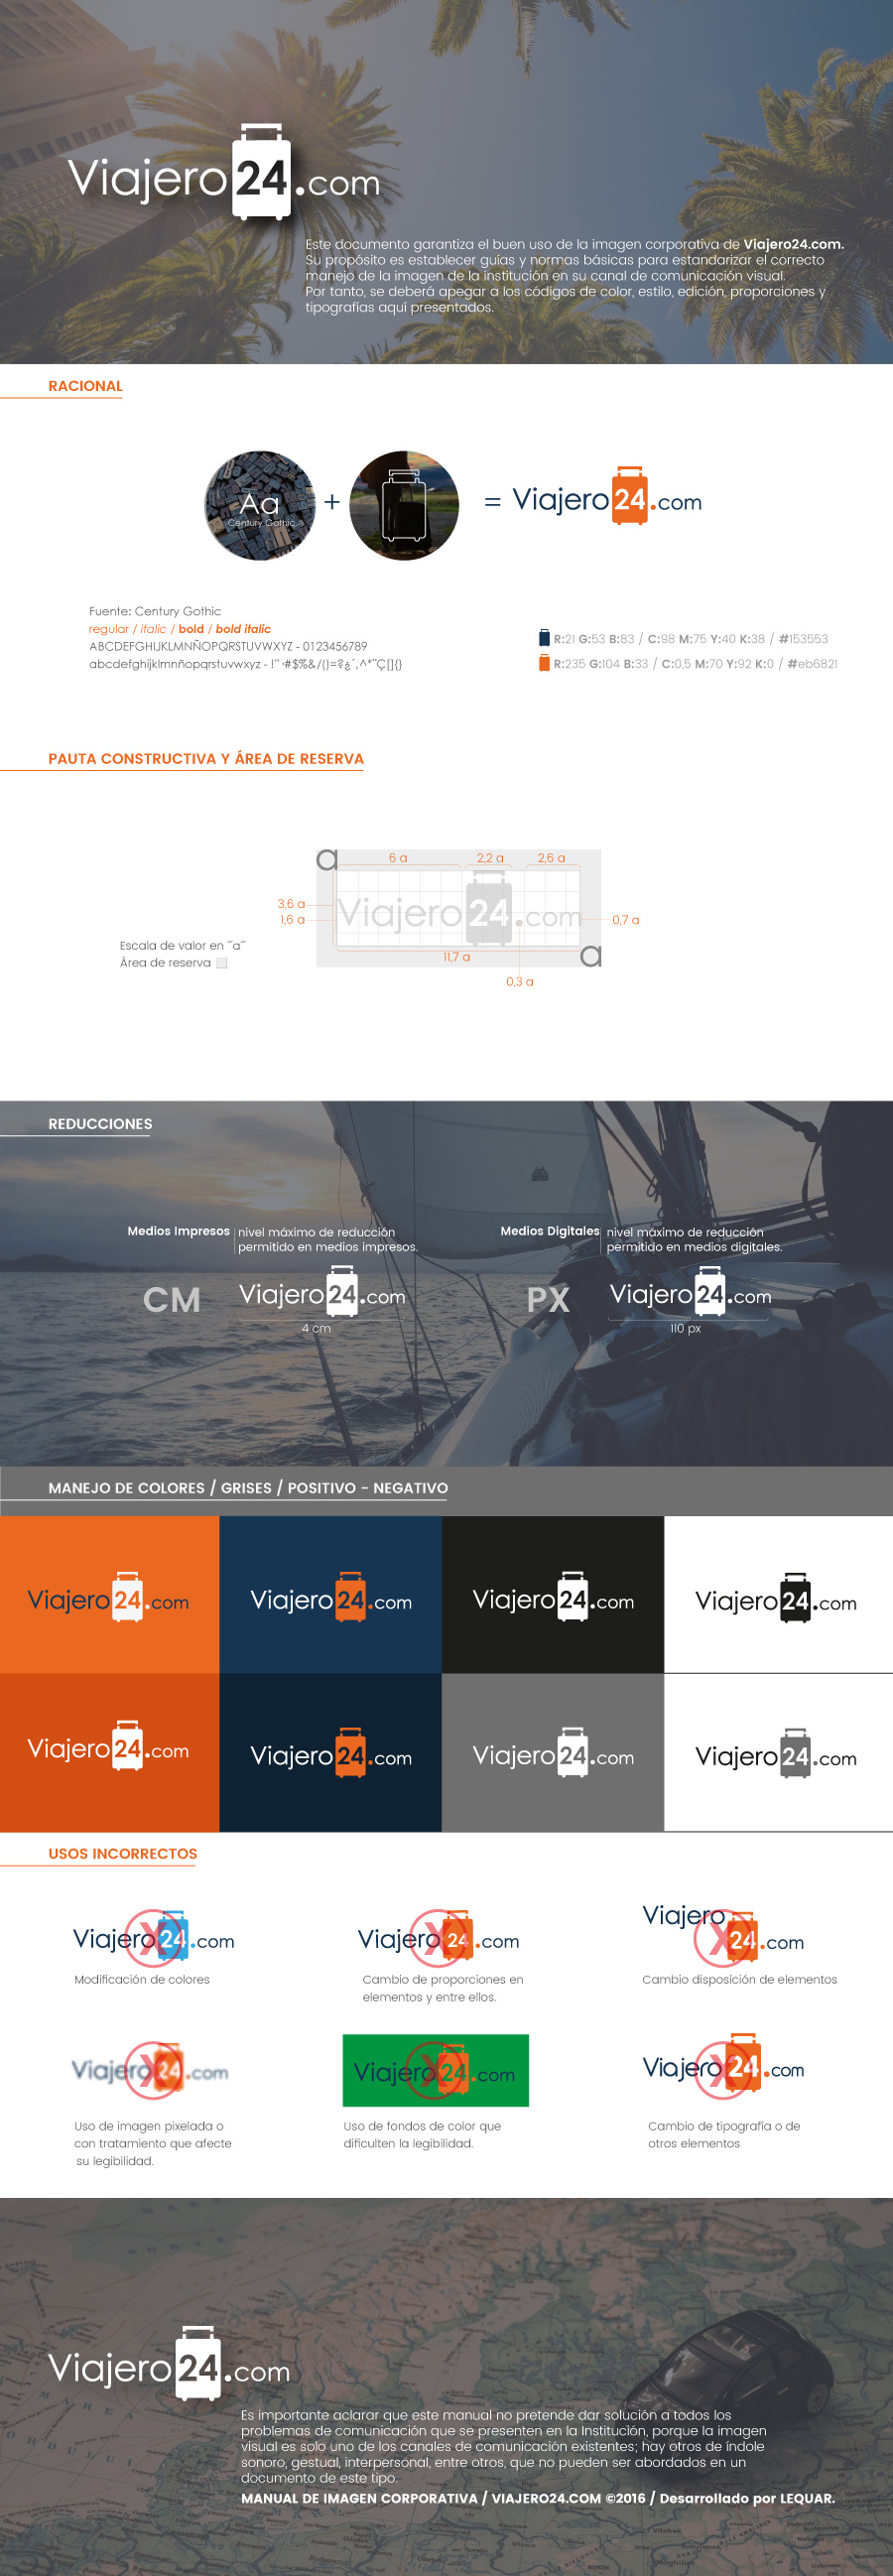 Viajero24.com
Este documento garantiza el buen uso de la imagen corporativa de Viajero24.com.
Su propósito es establecer guías y normas básicas para estandarizar el correcto
manejo de la imagen de la institución en su canal de comunicación visual.
Por tanto, se deberá apegar a los códigos de color, estilo, edición, proporciones y
tipografías aquí presentados.
RACIONAL
Aa
Century Gothic
+
= Viajero24.com
Fuente: Century Gothic
regular / italic / bold / bold italic
ABCDEFGHIJKLMNÑOPQRSTUVWXYZ - 0123456789
abcdefghijklmnñopqrstuvwxyz - !"·#$%&/()=?¿´,^*¨Ç[]{}
R:21 G:53 B:83 / C:98 M:75 Y:40 K:38 / #153553
R:235 G:104 B:33 / C:0,5 M:70 Y:92 K:0 / #eb6821
PAUTA CONSTRUCTIVA Y ÁREA DE RESERVA
a
6 a
2,2 a
2,6 a
3,6 a
1,6 a
Viajero24.com
0,7 a
11,7 a
a
0,3 a
Escala de valor en ˝a˝
Área de reserva
REDUCCIONES
Medios Impresos
nivel máximo de reducción
permitido en medios impresos.
CM
Viajero24.com
4 cm
Medios Digitales
nivel máximo de reducción
permitido en medios digitales.
PX
Viajero24.com
110 px
MANEJO DE COLORES / GRISES / POSITIVO - NEGATIVO
Viajero24.com
Viajero24.com
Viajero24.com
Viajero24.com
Viajero24.com
Viajero24.com
Viajero24.com
Viajero24.com
USOS INCORRECTOS
Viajero24.com
X
Modificación de colores
Viajero24.com
X
Cambio de proporciones en
elementos y entre ellos.
Viajero
24.com
X
Cambio disposición de elementos
Viajero24.com
X
Uso de imagen pixelada o
con tratamiento que afecte
su legibilidad.
Viajero24.com
X
Uso de fondos de color que
dificulten la legibilidad.
Viajero24.com
X
Cambio de tipografía o de
otros elementos
Viajero24.com
Es importante aclarar que este manual no pretende dar solución a todos los
problemas de comunicación que se presenten en la Institución, porque la imagen
visual es solo uno de los canales de comunicación existentes; hay otros de índole
sonoro, gestual, interpersonal, entre otros, que no pueden ser abordados en un
documento de este tipo.
MANUAL DE IMAGEN CORPORATIVA / VIAJERO24.COM ©2016 / Desarrollado por LEQUAR.